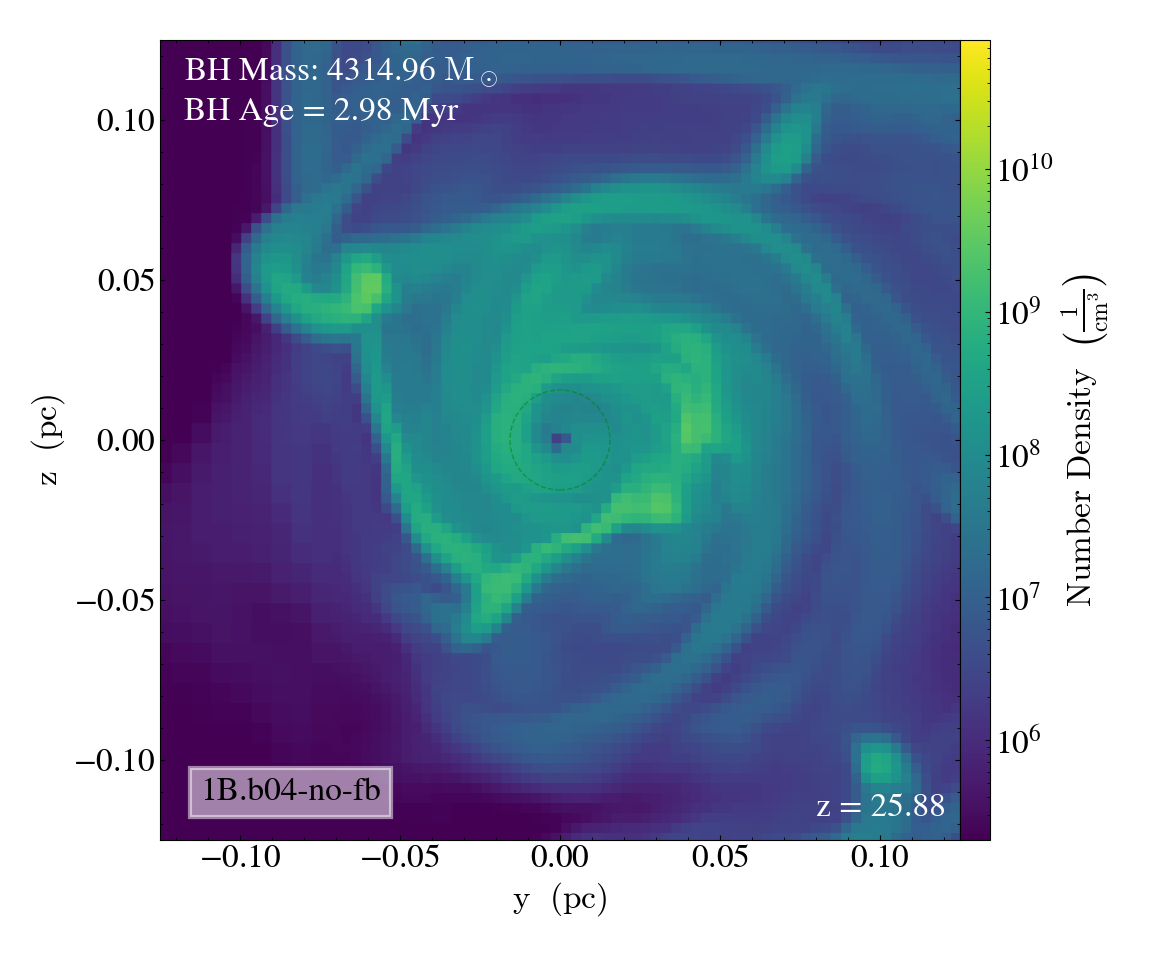 BH Mass: 4314.96 M⊙
BH Age = 2.98 Myr
0.10
0.05
0.00
−0.05
−0.10
z (pc)
1B.b04-no-fb
z = 25.88
−0.10 −0.05 0.00 0.05 0.10
y (pc)
10^10
10^9
10^8
10^7
10^6
Number Density (1/cm^3)